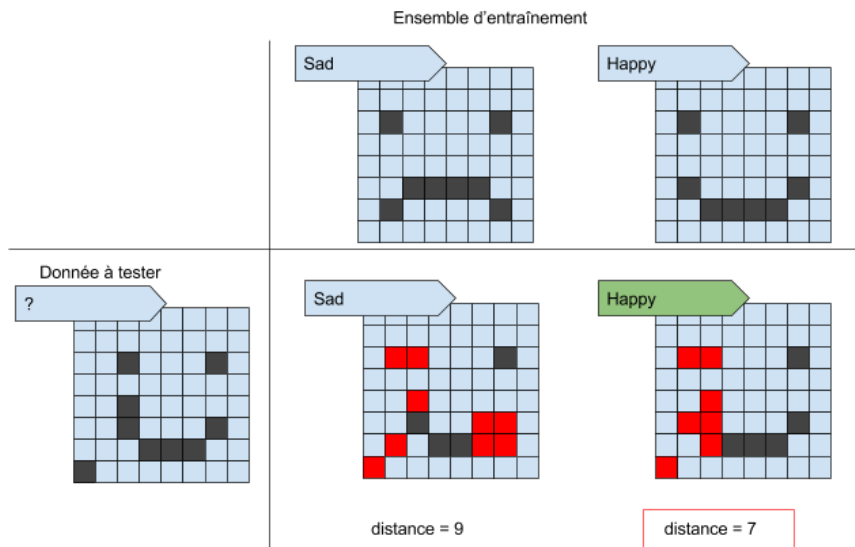 Ensemble d'entraînement
Sad
Happy
Donnée à tester
?
Sad
Happy
distance = 9
distance = 7